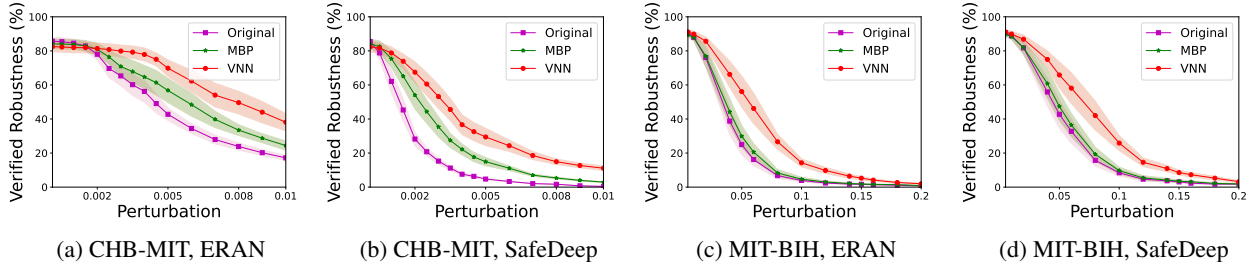 Verified Robustness (%)
100
80
60
40
20
0
0.002
0.005
0.008
0.01
Perturbation
Original
MBP
VNN
(a) CHB-MIT, ERAN
Verified Robustness (%)
100
80
60
40
20
0
0.002
0.005
0.008
0.01
Perturbation
Original
MBP
VNN
(b) CHB-MIT, SafeDeep
Verified Robustness (%)
100
80
60
40
20
0
0.05
0.1
0.15
0.2
Perturbation
Original
MBP
VNN
(c) MIT-BIH, ERAN
Verified Robustness (%)
100
80
60
40
20
0
0.05
0.1
0.15
0.2
Perturbation
Original
MBP
VNN
(d) MIT-BIH, SafeDeep